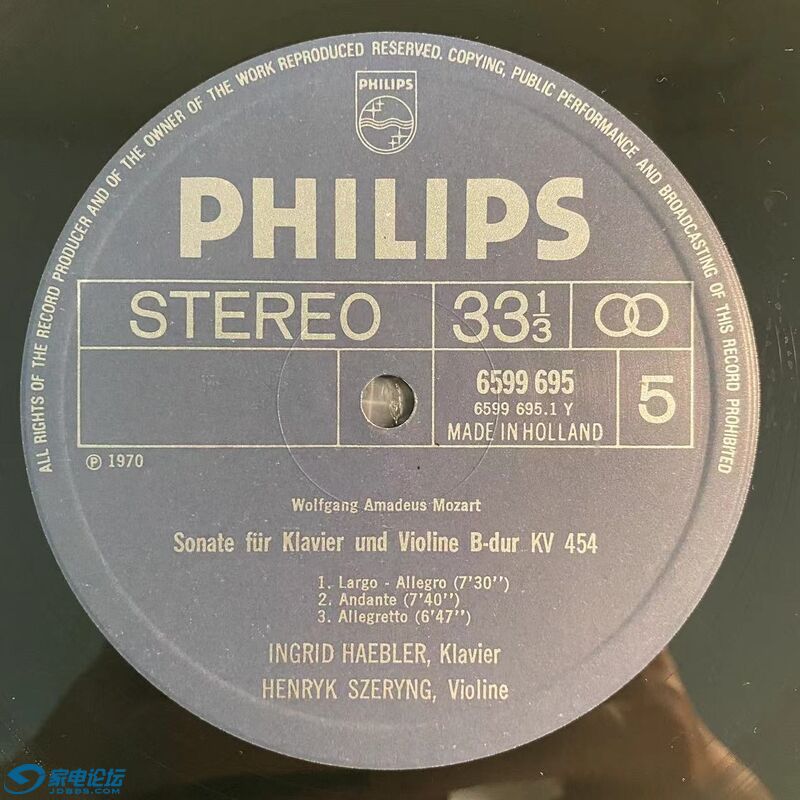 ALL RIGHTS OF THE RECORD PRODUCER AND OF THE OWNER OF THE WORK REPRODUCED RESERVED. COPYING, PUBLIC PERFORMANCE AND BROADCASTING OF THIS RECORD PROHIBITED
PHILIPS
PHILIPS
STEREO 33 1/3
6599 695
6599 695.1 Y
MADE IN HOLLAND
5
℗ 1970
Wolfgang Amadeus Mozart
Sonate für Klavier und Violine B-dur KV 454
1. Largo - Allegro (7'30'')
2. Andante (7'40'')
3. Allegretto (6'47'')
INGRID HAEBLER, Klavier
HENRYK SZERYNG, Violine
家电论坛
JDBBS.COM